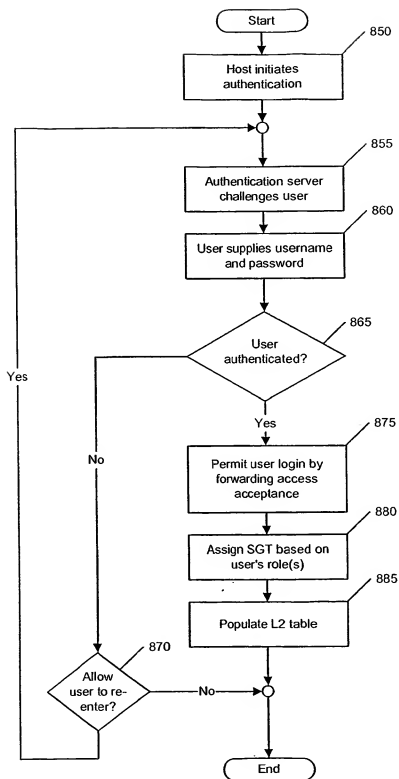 Start
850
Host initiates
authentication
855
Authentication server
challenges user
860
User supplies username
and password
865
User
authenticated?
Yes
Yes
No
875
Permit user login by
forwarding access
acceptance
880
Assign SGT based on
user's role(s)
885
Populate L2 table
870
Allow
user to re-
enter?
No
End